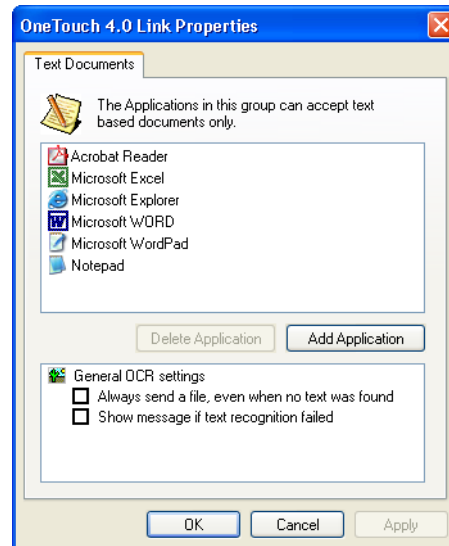 OneTouch 4.0 Link Properties
Text Documents
The Applications in this group can accept text
based documents only.
Acrobat Reader
Microsoft Excel
Microsoft Explorer
Microsoft WORD
Microsoft WordPad
Notepad
Delete Application Add Application
General OCR settings
Always send a file, even when no text was found
Show message if text recognition failed
OK Cancel Apply